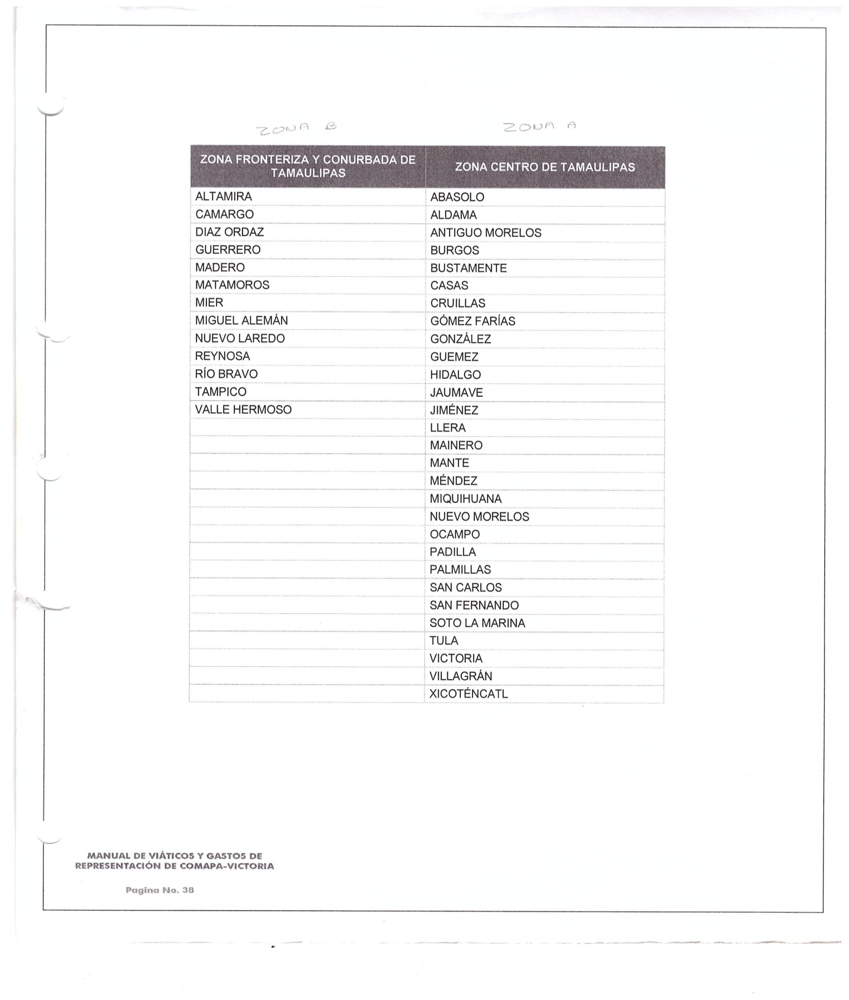 ZONA B ZONA A
ZONA FRONTERIZA Y CONURBADA DE
TAMAULIPAS
ZONA CENTRO DE TAMAULIPAS
ALTAMIRA ABASOLO
CAMARGO ALDAMA
DIAZ ORDAZ ANTIGUO MORELOS
GUERRERO BURGOS
MADERO BUSTAMENTE
MATAMOROS CASAS
MIER CRUILLAS
MIGUEL ALEMÁN GÓMEZ FARÍAS
NUEVO LAREDO GONZÁLEZ
REYNOSA GUEMEZ
RÍO BRAVO HIDALGO
TAMPICO JAUMAVE
VALLE HERMOSO JIMÉNEZ
LLERA
MAINERO
MANTE
MÉNDEZ
MIQUIHUANA
NUEVO MORELOS
OCAMPO
PADILLA
PALMILLAS
SAN CARLOS
SAN FERNANDO
SOTO LA MARINA
TULA
VICTORIA
VILLAGRÁN
XICOTÉNCATL
MANUAL DE VIÁTICOS Y GASTOS DE
REPRESENTACIÓN DE COMAPA-VICTORIA
Pagina No. 38